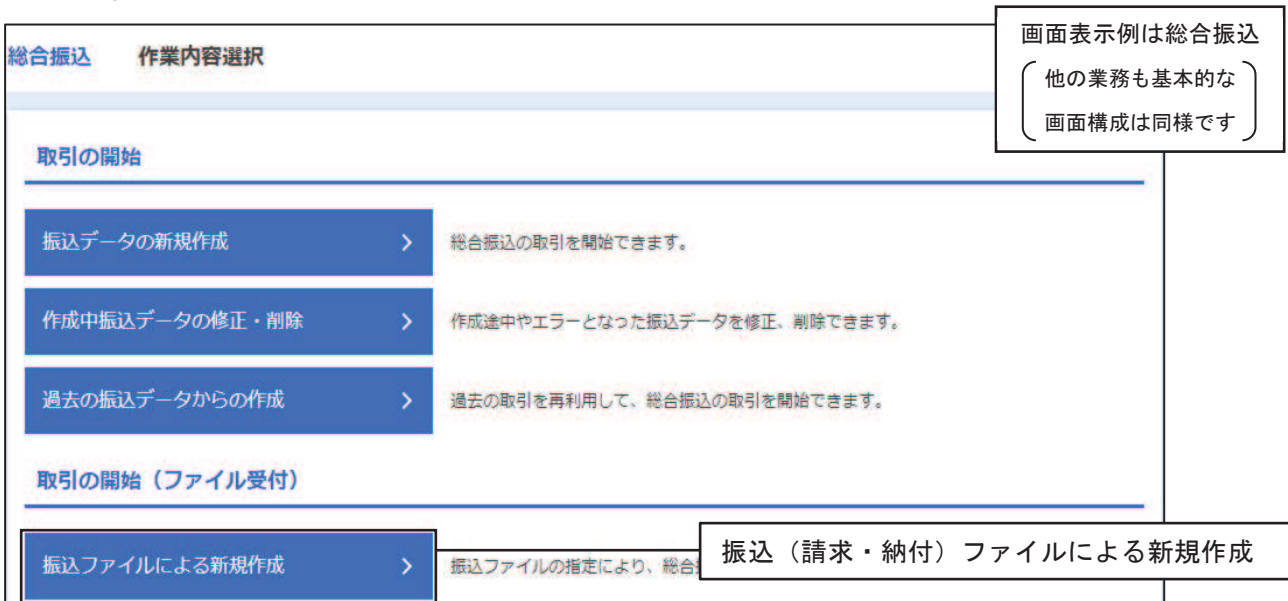 画面表示例は総合振込
他の業務も基本的な
画面構成は同様です
総合振込 作業内容選択
取引の開始
振込データの新規作成
総合振込の取引を開始できます。
作成中振込データの修正・削除
作成途中やエラーとなった振込データを修正、削除できます。
過去の振込データからの作成
過去の取引を再利用して、総合振込の取引を開始できます。
取引の開始（ファイル受付）
振込ファイルによる新規作成
振込ファイルの指定により、総合
振込（請求・納付）ファイルによる新規作成